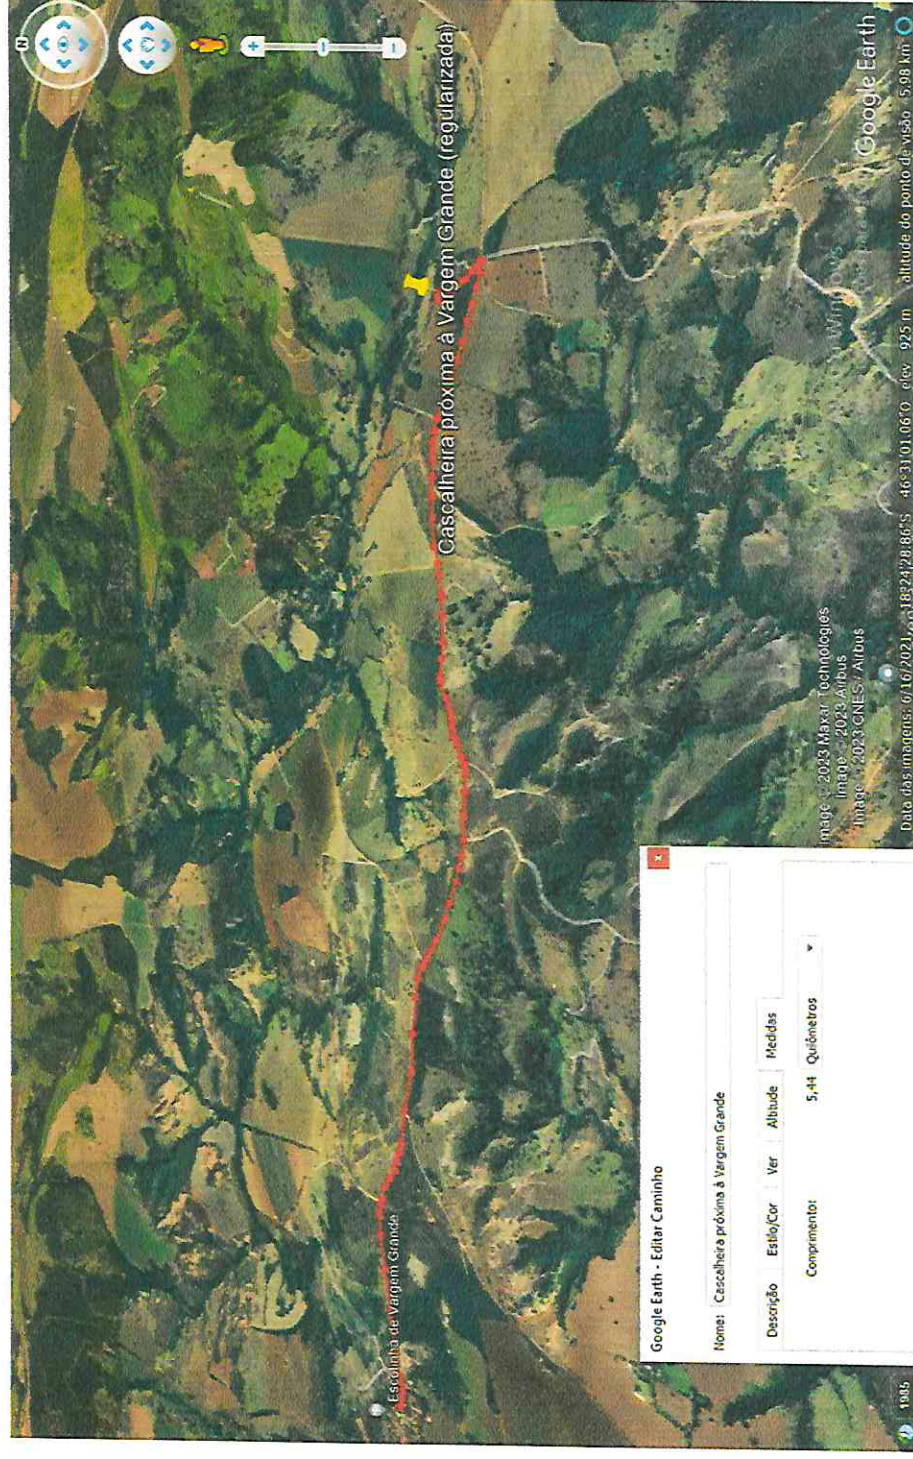 N
Cascalheira próxima à Vargem Grande (regularizada)
Escolinha de Vargem Grande
Google Earth - Editar Caminho
x
Nome: Cascalheira próxima à Vargem Grande
Descrição Estilo/Cor Ver Altitude Medidas
Comprimento: 5,44 Quilômetros
Image © 2023 Maxar Technologies
Image © 2023 Airbus
Image © 2023 CNES / Airbus
Google Earth
1985
Data das imagens: 6/16/2021 18°24'28.86"S 46°31'01.06"O elev 925 m altitude do ponto de visão 5.98 km